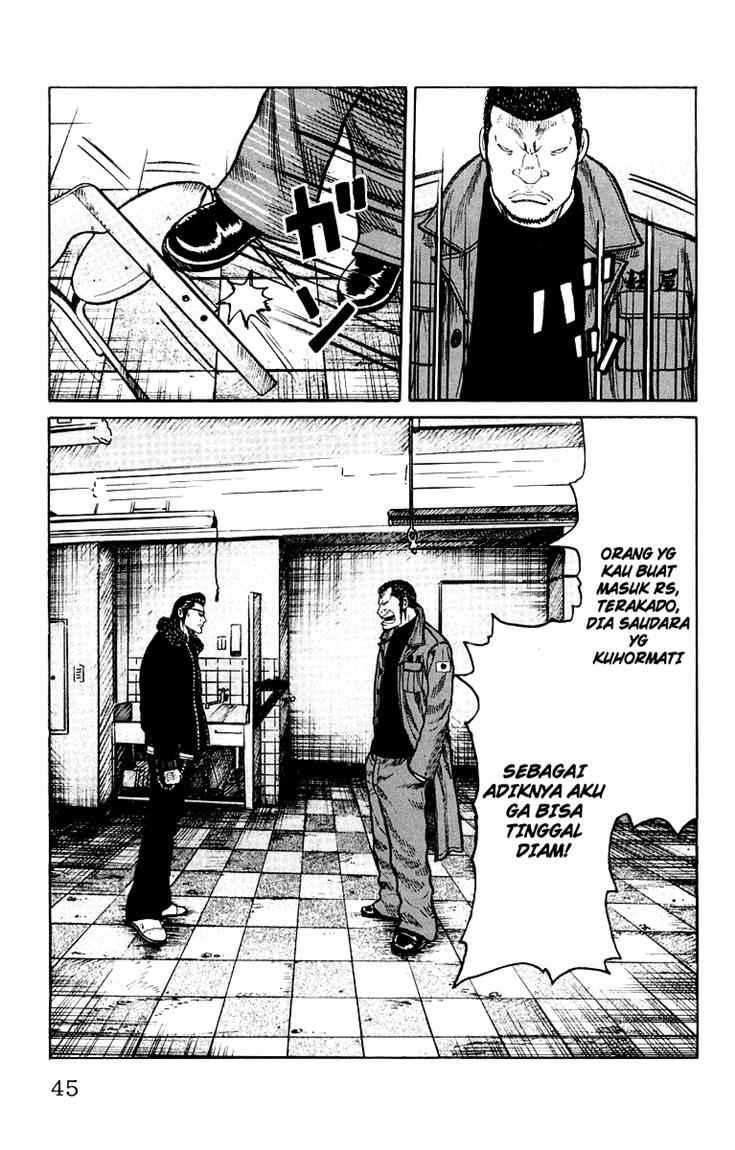 バッ
ガッ
ORANG YG
KAU BUAT
MASUK RS,
TERAKADO,
DIA SAUDARA
YG
KUHORMATI
SEBAGAI
ADIKNYA AKU
GA BISA
TINGGAL
DIAM!
45